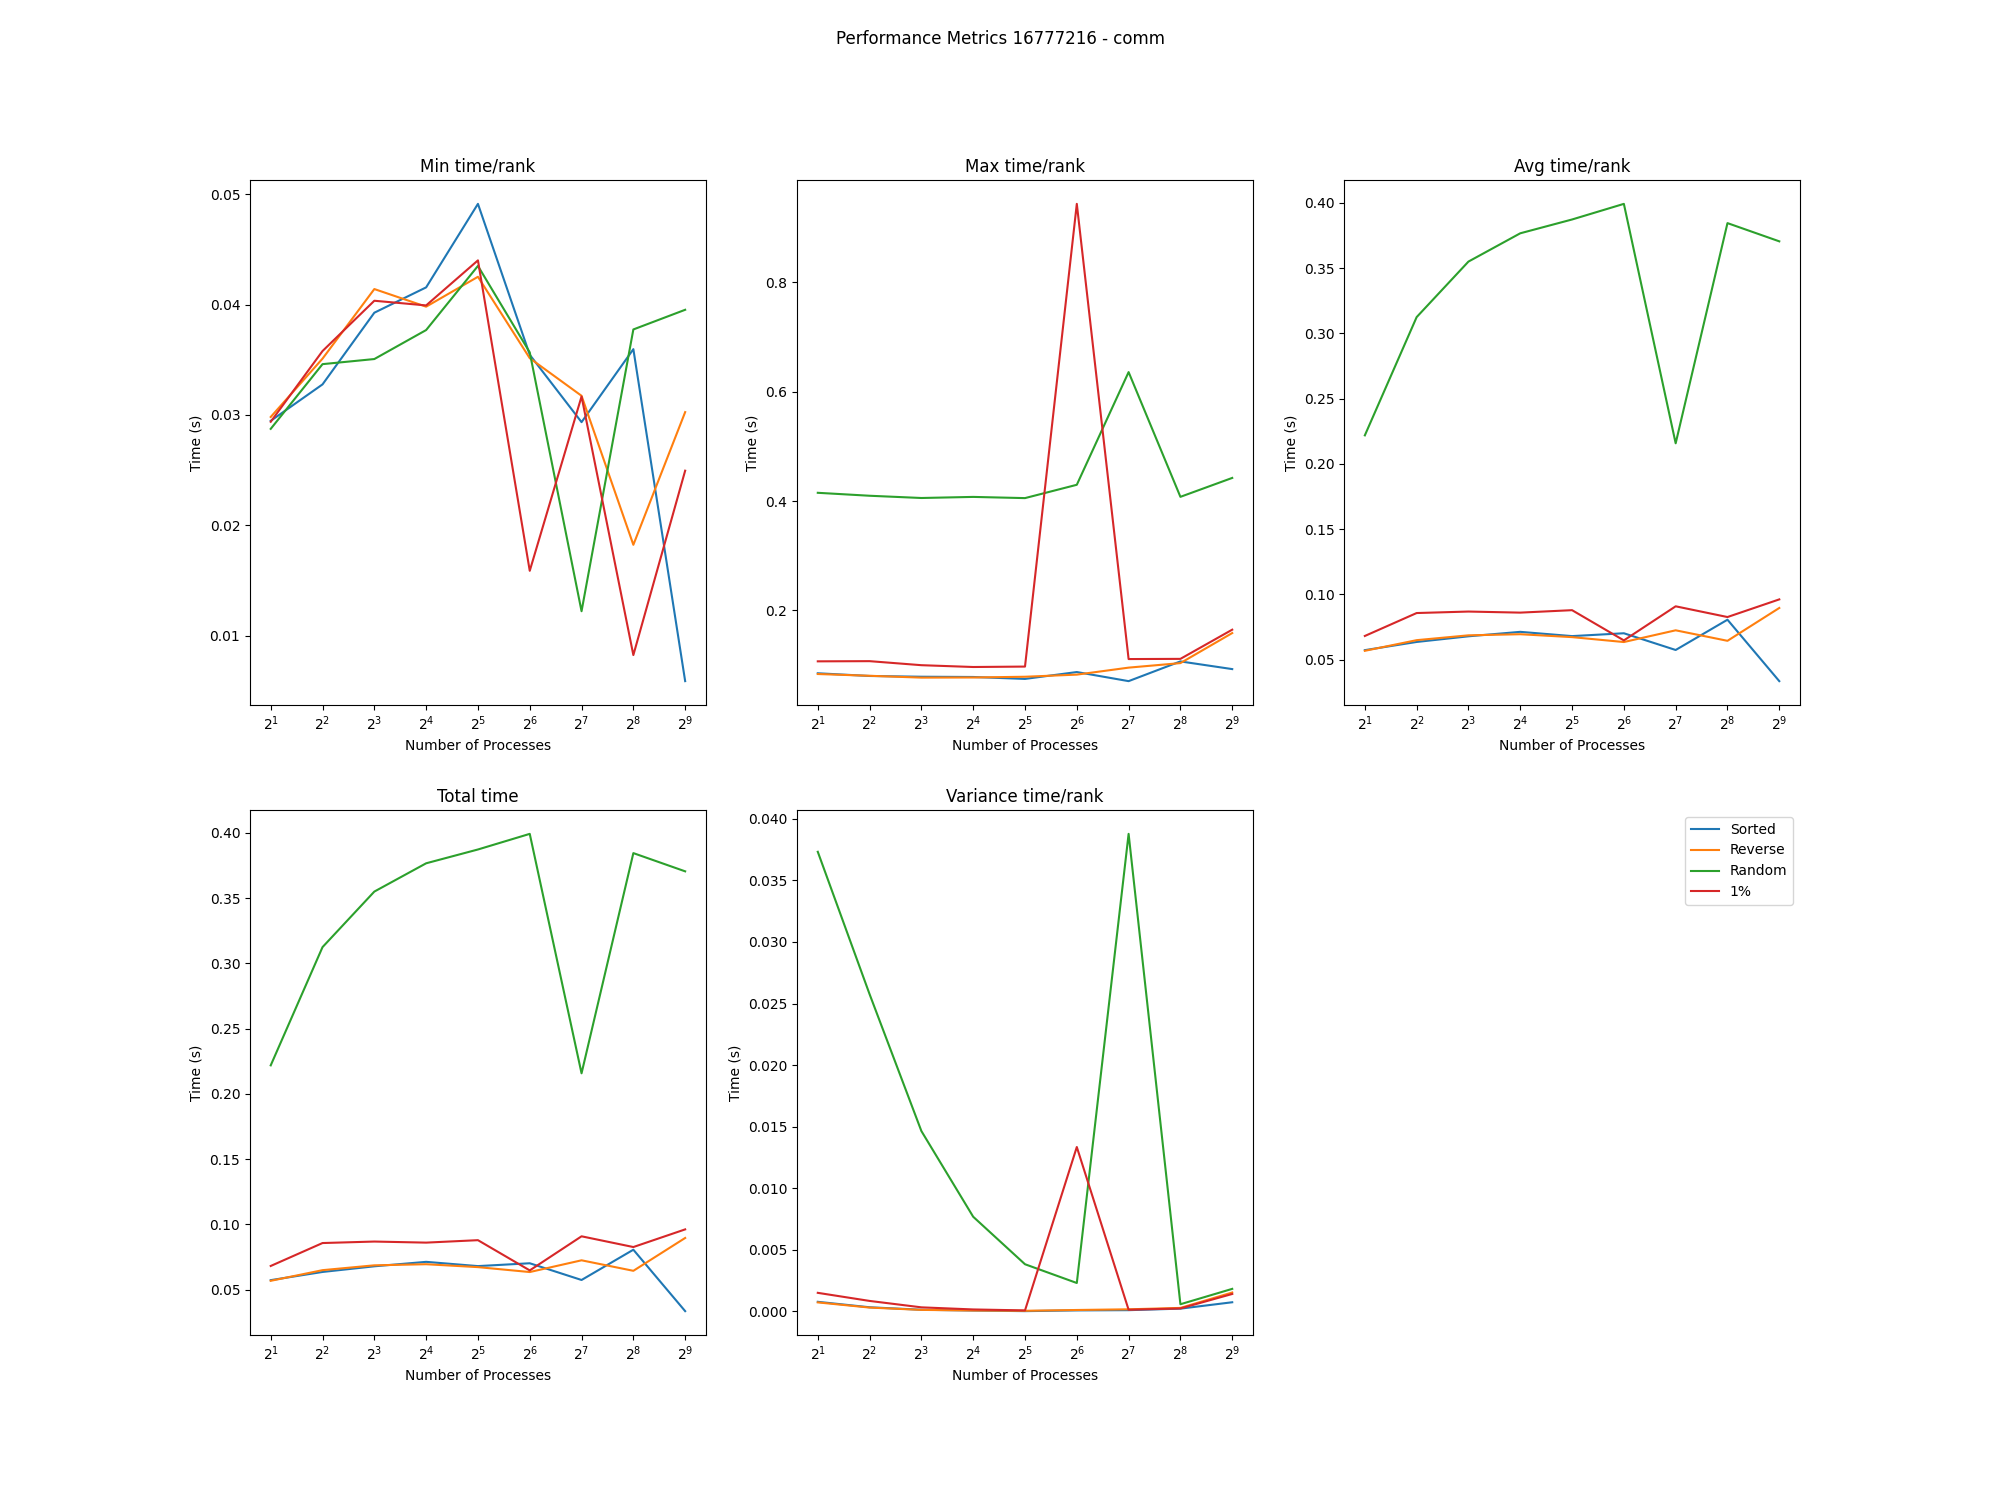 Performance Metrics 16777216 - comm
Min time/rank
0.05
0.04
0.03
0.02
0.01
Time (s)
2^1 2^2 2^3 2^4 2^5 2^6 2^7 2^8 2^9
Number of Processes
Max time/rank
0.8
0.6
0.4
0.2
Time (s)
2^1 2^2 2^3 2^4 2^5 2^6 2^7 2^8 2^9
Number of Processes
Avg time/rank
0.40
0.35
0.30
0.25
0.20
0.15
0.10
0.05
Time (s)
2^1 2^2 2^3 2^4 2^5 2^6 2^7 2^8 2^9
Number of Processes
Total time
0.40
0.35
0.30
0.25
0.20
0.15
0.10
0.05
Time (s)
2^1 2^2 2^3 2^4 2^5 2^6 2^7 2^8 2^9
Number of Processes
Variance time/rank
0.040
0.035
0.030
0.025
0.020
0.015
0.010
0.005
0.000
Time (s)
2^1 2^2 2^3 2^4 2^5 2^6 2^7 2^8 2^9
Number of Processes
Sorted
Reverse
Random
1%